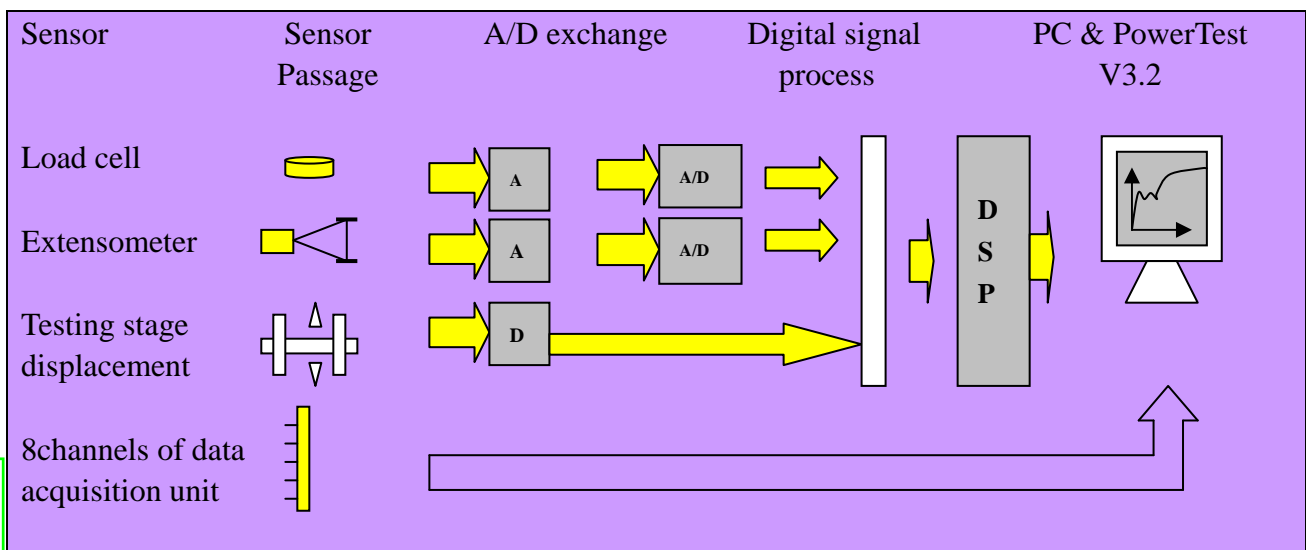 Sensor
Sensor
Passage
A/D exchange
Digital signal
process
PC & PowerTest
V3.2
Load cell
A
A/D
Extensometer
A
A/D
D
S
P
Testing stage
displacement
D
8channels of data
acquisition unit